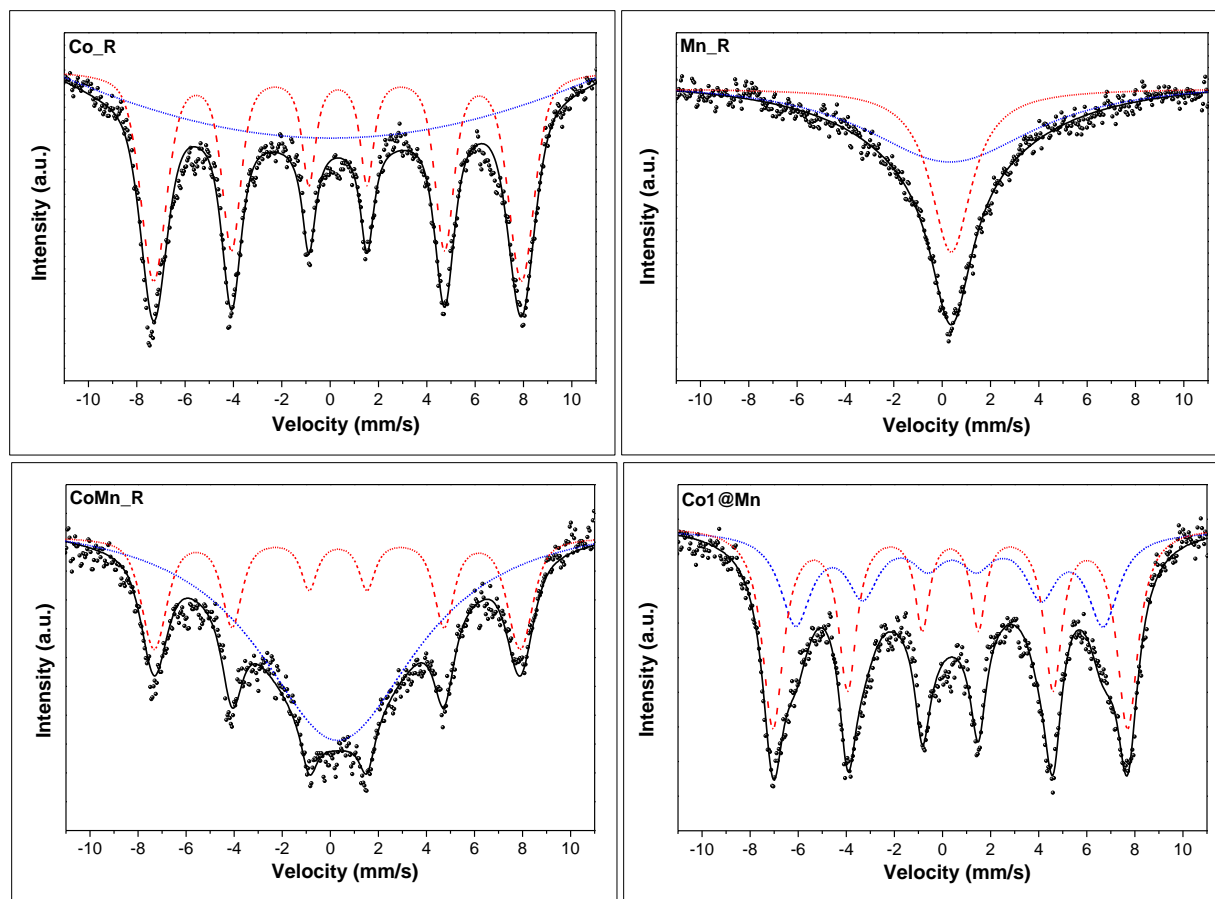 Co_R
Intensity (a.u.)
-10 -8 -6 -4 -2 0 2 4 6 8 10
Velocity (mm/s)
Mn_R
Intensity (a.u.)
-10 -8 -6 -4 -2 0 2 4 6 8 10
Velocity (mm/s)
CoMn_R
Intensity (a.u.)
-10 -8 -6 -4 -2 0 2 4 6 8 10
Velocity (mm/s)
Co1@Mn
Intensity (a.u.)
-10 -8 -6 -4 -2 0 2 4 6 8 10
Velocity (mm/s)